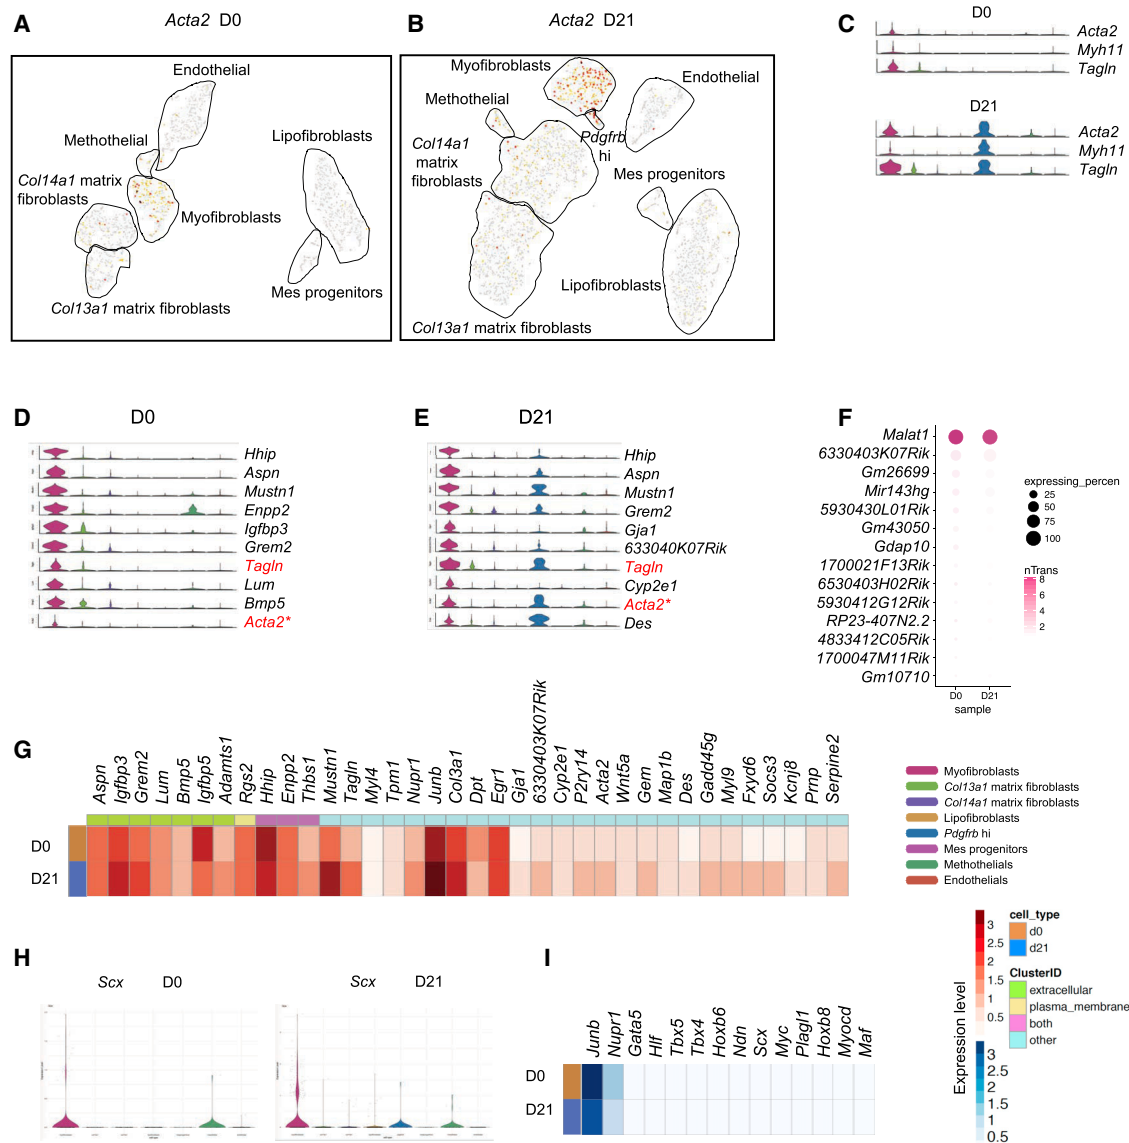 A
Acta2 D0
Endothelial
Methothelial
Lipofibroblasts
Col14a1 matrix
fibroblasts
Myofibroblasts
Mes progenitors
Col13a1 matrix fibroblasts
B
Acta2 D21
Myofibroblasts
Endothelial
Methothelial
Pdgfrb
hi
Col14a1
matrix
fibroblasts
Mes progenitors
Lipofibroblasts
Col13a1 matrix fibroblasts
C
D0
Acta2
Myh11
Tagln
D21
Acta2
Myh11
Tagln
D
D0
Hhip
Aspn
Mustn1
Enpp2
Igfbp3
Grem2
Tagln
Lum
Bmp5
Acta2*
E
D21
Hhip
Aspn
Mustn1
Grem2
Gja1
633040K07Rik
Tagln
Cyp2e1
Acta2*
Des
F
Malat1
6330403K07Rik
Gm26699
Mir143hg
5930430L01Rik
Gm43050
Gdap10
1700021F13Rik
6530403H02Rik
5930412G12Rik
RP23-407N2.2
4833412C05Rik
1700047M11Rik
Gm10710
D0 D21
sample
expressing_percen
25
50
75
100
nTrans
8
6
4
2
G
Aspn Igfbp3 Grem2 Lum Bmp5 Igfbp5 Adamts1 Rgs2 Hhip Enpp2 Thbs1 Mustn1 Tagln Myl4 Tpm1 Nupr1 Junb Col3a1 Dpt Egr1 Gja1 6330403K07Rik Cyp2e1 P2ry14 Acta2 Wnt5a Gem Map1b Des Gadd45g Myl9 Fxyd6 Socs3 Kcnj8 Prnp Serpine2
D0
D21
Myofibroblasts
Col13a1 matrix fibroblasts
Col14a1 matrix fibroblasts
Lipofibroblasts
Pdgfrb hi
Mes progenitors
Methothelials
Endothelials
H
Scx D0
Scx D21
I
Junb Nupr1 Gata5 Hlf Tbx5 Tbx4 Hoxb6 Ndn Scx Myc Plagl1 Hoxb8 Myocd Maf
D0
D21
Expression level
3
2.5
2
1.5
1
0.5
3
2.5
2
1.5
1
0.5
cell_type
d0
d21
ClusterID
extracellular
plasma_membrane
both
other